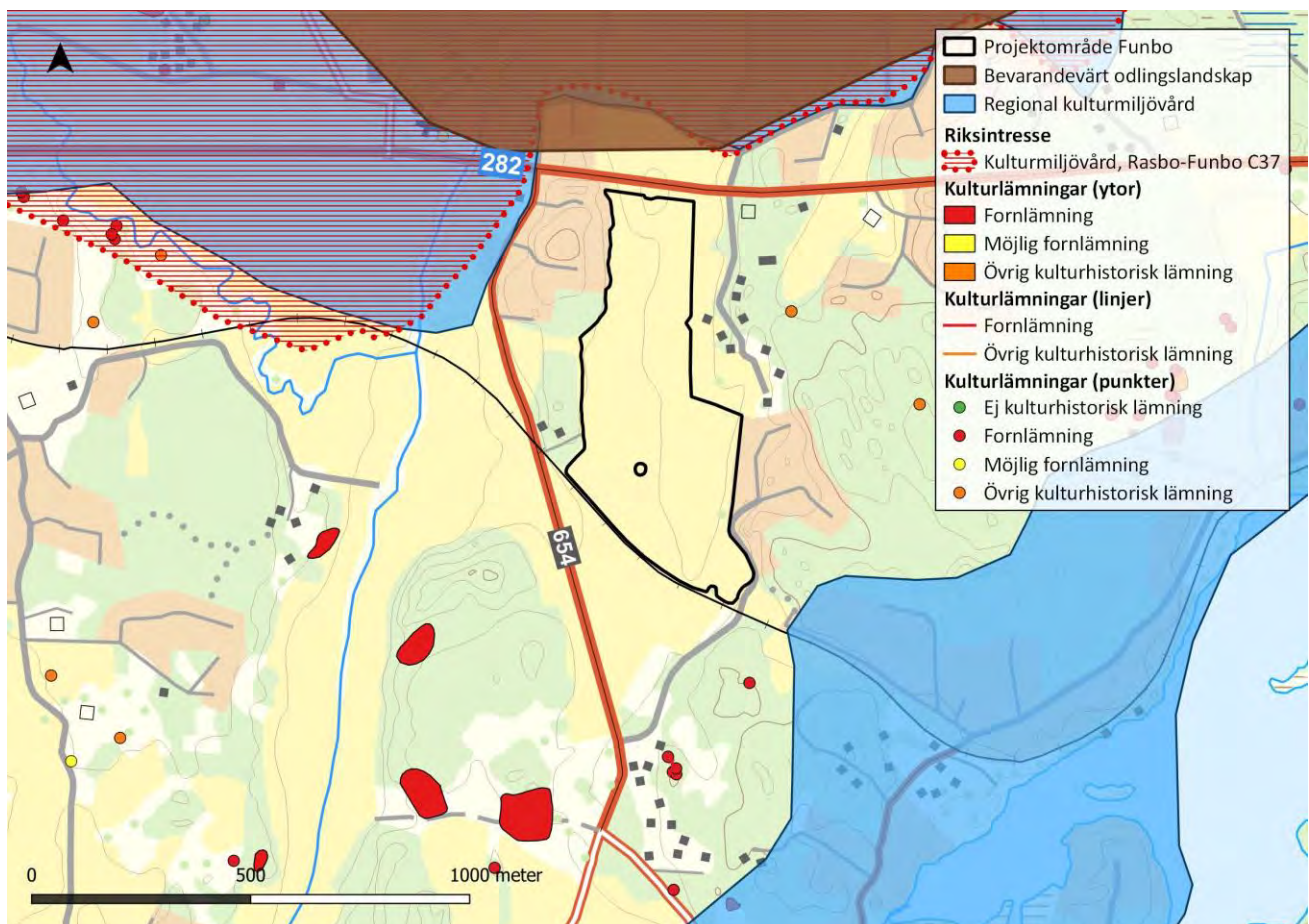 Projektområde Funbo
Bevarandevärt odlingslandskap
Regional kulturmiljövård
Riksintresse
Kulturmiljövård, Rasbo-Funbo C37
Kulturlämningar (ytor)
Fornlämning
Möjlig fornlämning
Övrig kulturhistorisk lämning
Kulturlämningar (linjer)
Fornlämning
Övrig kulturhistorisk lämning
Kulturlämningar (punkter)
Ej kulturhistorisk lämning
Fornlämning
Möjlig fornlämning
Övrig kulturhistorisk lämning
282
654
0 500 1000 meter